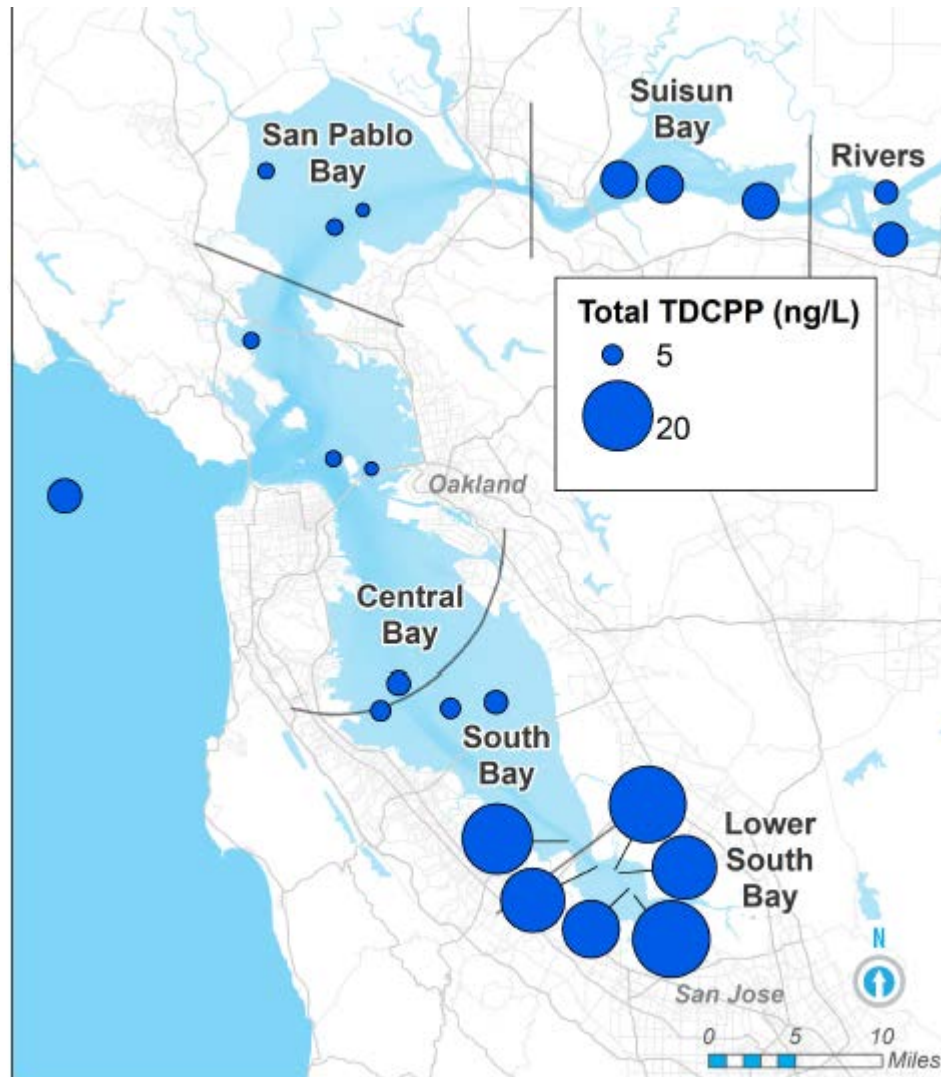 San Pablo
Bay
Suisun
Bay
Rivers
Total TDCPP (ng/L)
5
20
Oakland
Central
Bay
South
Bay
Lower
South
Bay
San Jose
N
0 5 10
Miles